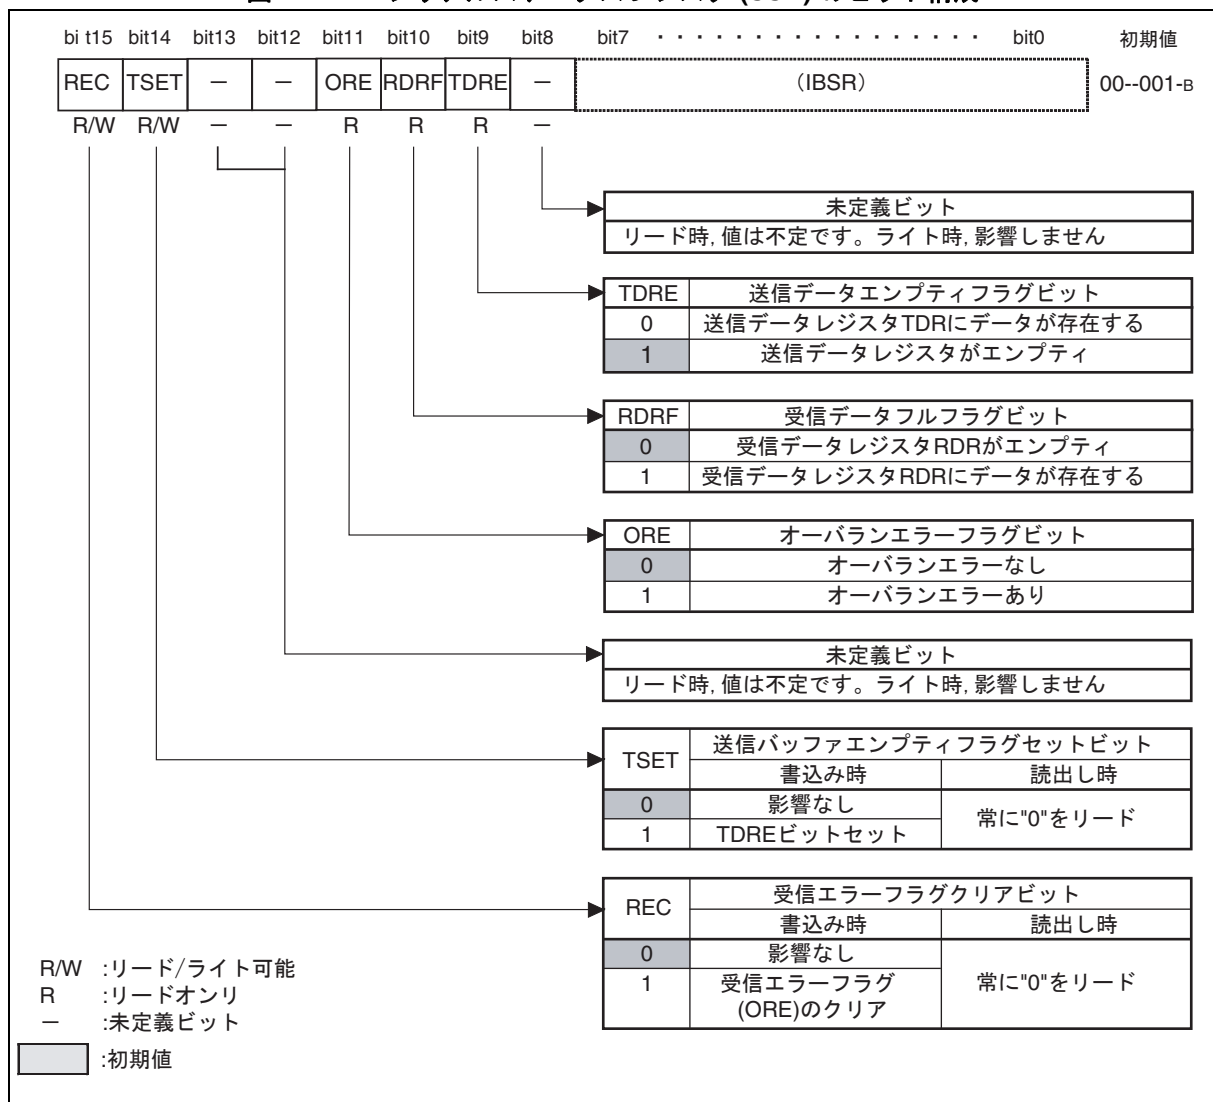 bi t15 bit14 bit13 bit12 bit11 bit10 bit9 bit8 bit7 ・・・・・・・・・・・・・・・・・ bit0 初期値
REC TSET － － ORE RDRF TDRE － (IBSR) 00--001-B
R/W R/W － － R R R －
未定義ビット
リード時, 値は不定です。ライト時, 影響しません
TDRE 送信データエンプティフラグビット
0 送信データレジスタTDRにデータが存在する
1 送信データレジスタがエンプティ
RDRF 受信データフルフラグビット
0 受信データレジスタRDRがエンプティ
1 受信データレジスタRDRにデータが存在する
ORE オーバランエラーフラグビット
0 オーバランエラーなし
1 オーバランエラーあり
未定義ビット
リード時, 値は不定です。ライト時, 影響しません
TSET 送信バッファエンプティフラグセットビット
書込み時 読出し時
0 影響なし 常に"0"をリード
1 TDREビットセット
REC 受信エラーフラグクリアビット
書込み時 読出し時
0 影響なし 常に"0"をリード
1 受信エラーフラグ
(ORE)のクリア
R/W :リード/ライト可能
R :リードオンリ
－ :未定義ビット
:初期値